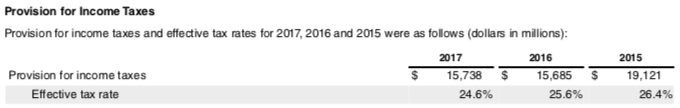 Provision for Income Taxes
Provision for income taxes and effective tax rates for 2017, 2016 and 2015 were as follows (dollars in millions):
2017 2016 2015
Provision for income taxes $ 15,738 $ 15,685 $ 19,121
Effective tax rate 24.6% 25.6% 26.4%